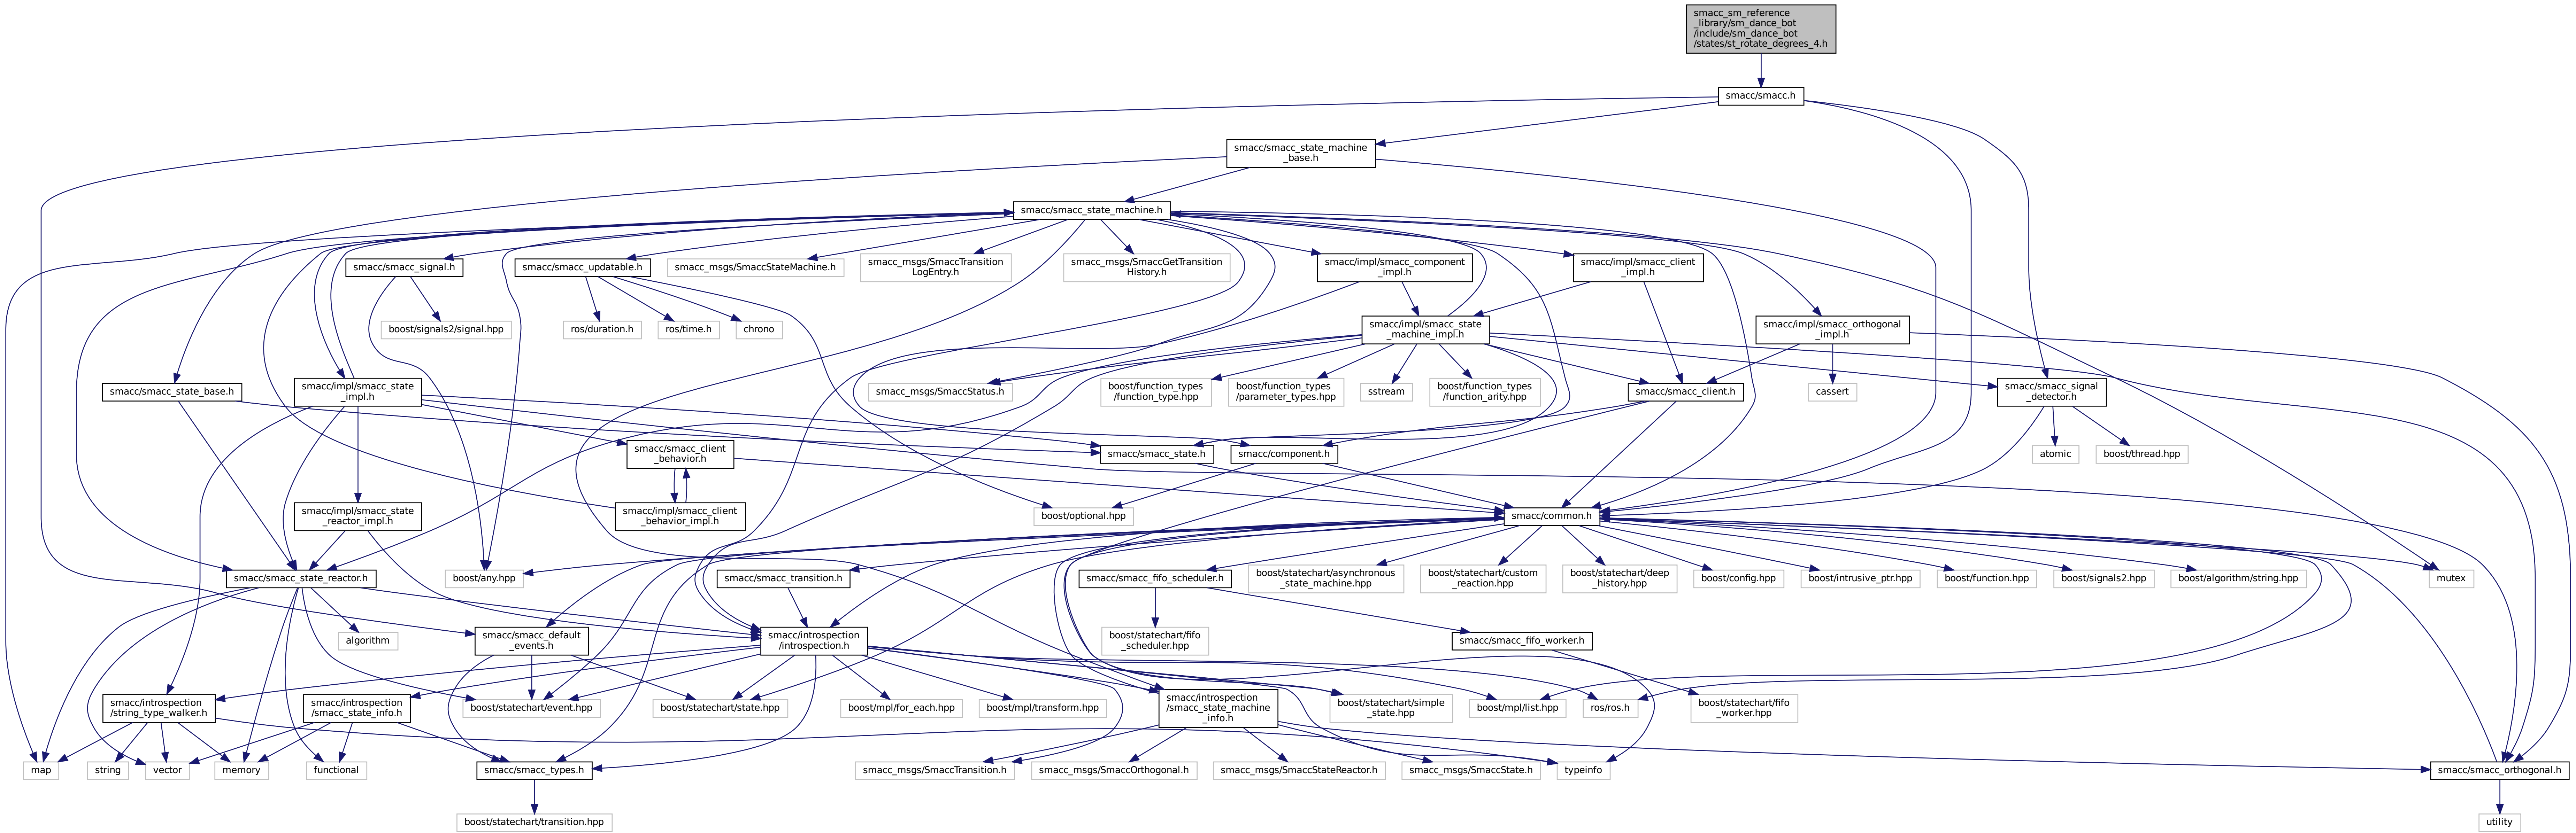 smacc_sm_reference
_library/sm_dance_bot
/include/sm_dance_bot
/states/st_rotate_degrees_4.h
smacc/smacc.h
smacc/smacc_state_machine
_base.h
smacc/smacc_state_machine.h
smacc/smacc_signal.h
smacc/smacc_updatable.h
smacc_msgs/SmaccStateMachine.h
smacc_msgs/SmaccTransition
LogEntry.h
smacc_msgs/SmaccGetTransition
History.h
smacc/impl/smacc_component
_impl.h
smacc/impl/smacc_client
_impl.h
boost/signals2/signal.hpp
ros/duration.h
ros/time.h
chrono
smacc/impl/smacc_state
_machine_impl.h
smacc/impl/smacc_orthogonal
_impl.h
smacc/smacc_state_base.h
smacc/impl/smacc_state
_impl.h
smacc_msgs/SmaccStatus.h
boost/function_types
/function_type.hpp
boost/function_types
/parameter_types.hpp
sstream
boost/function_types
/function_arity.hpp
smacc/smacc_client.h
cassert
smacc/smacc_signal
_detector.h
smacc/smacc_client
_behavior.h
smacc/smacc_state.h
smacc/component.h
atomic
boost/thread.hpp
smacc/impl/smacc_state
_reactor_impl.h
smacc/impl/smacc_client
_behavior_impl.h
boost/optional.hpp
smacc/common.h
smacc/smacc_state_reactor.h
boost/any.hpp
smacc/smacc_transition.h
smacc/smacc_fifo_scheduler.h
boost/statechart/asynchronous
_state_machine.hpp
boost/statechart/custom
_reaction.hpp
boost/statechart/deep
_history.hpp
boost/config.hpp
boost/intrusive_ptr.hpp
boost/function.hpp
boost/signals2.hpp
boost/algorithm/string.hpp
mutex
algorithm
smacc/smacc_default
_events.h
smacc/introspection
/introspection.h
boost/statechart/fifo
_scheduler.hpp
smacc/smacc_fifo_worker.h
smacc/introspection
/string_type_walker.h
smacc/introspection
/smacc_state_info.h
boost/statechart/event.hpp
boost/statechart/state.hpp
boost/mpl/for_each.hpp
boost/mpl/transform.hpp
smacc/introspection
/smacc_state_machine
_info.h
boost/statechart/simple
_state.hpp
boost/mpl/list.hpp
ros/ros.h
boost/statechart/fifo
_worker.hpp
map
string
vector
memory
functional
smacc/smacc_types.h
smacc_msgs/SmaccTransition.h
smacc_msgs/SmaccOrthogonal.h
smacc_msgs/SmaccStateReactor.h
smacc_msgs/SmaccState.h
typeinfo
smacc/smacc_orthogonal.h
boost/statechart/transition.hpp
utility